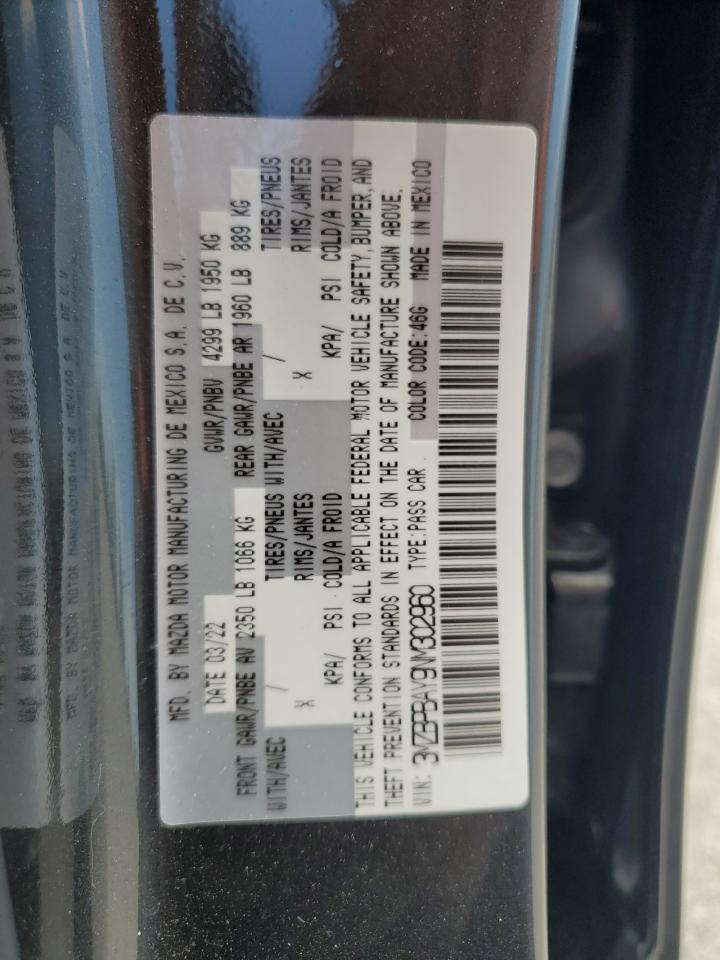 MFD. BY MAZDA MOTOR MANUFACTURING DE MEXICO S.A. DE C.V.
DATE 03/22 GVWR/PNBV 4299 LB 1950 KG
FRONT GAWR/PNBE AV 2350 LB 1066 KG REAR GAWR/PNBE AR 1960 LB 889 KG
WITH/AVEC / TIRES/PNEUS WITH/AVEC / TIRES/PNEUS
X RIMS/JANTES X RIMS/JANTES
KPA/ PSI COLD/A FROID KPA/ PSI COLD/A FROID
THIS VEHICLE CONFORMS TO ALL APPLICABLE FEDERAL MOTOR VEHICLE SAFETY, BUMPER, AND
THEFT PREVENTION STANDARDS IN EFFECT ON THE DATE OF MANUFACTURE SHOWN ABOVE.
VIN: 3MZBPBAY9NM302960 TYPE:PASS CAR. COLOR CODE:46G MADE IN MEXICO